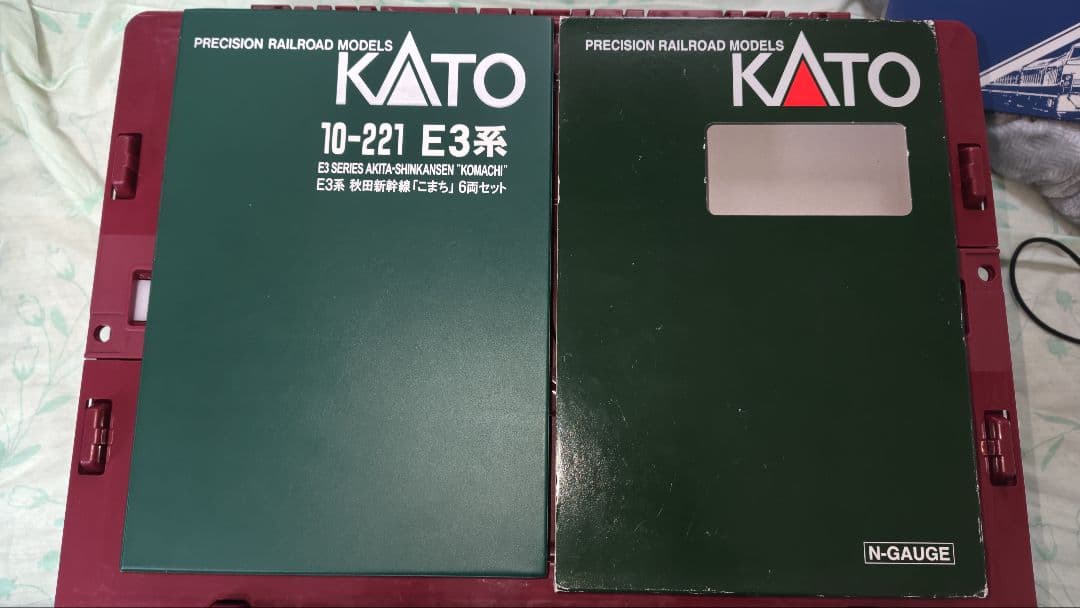 PRECISION RAILROAD MODELS
KATO
10-221 E3系
E3 SERIES AKITA-SHINKANSEN "KOMACHI"
E3系 秋田新幹線「こまち」6両セット
PRECISION RAILROAD MODELS
KATO
N-GAUGE